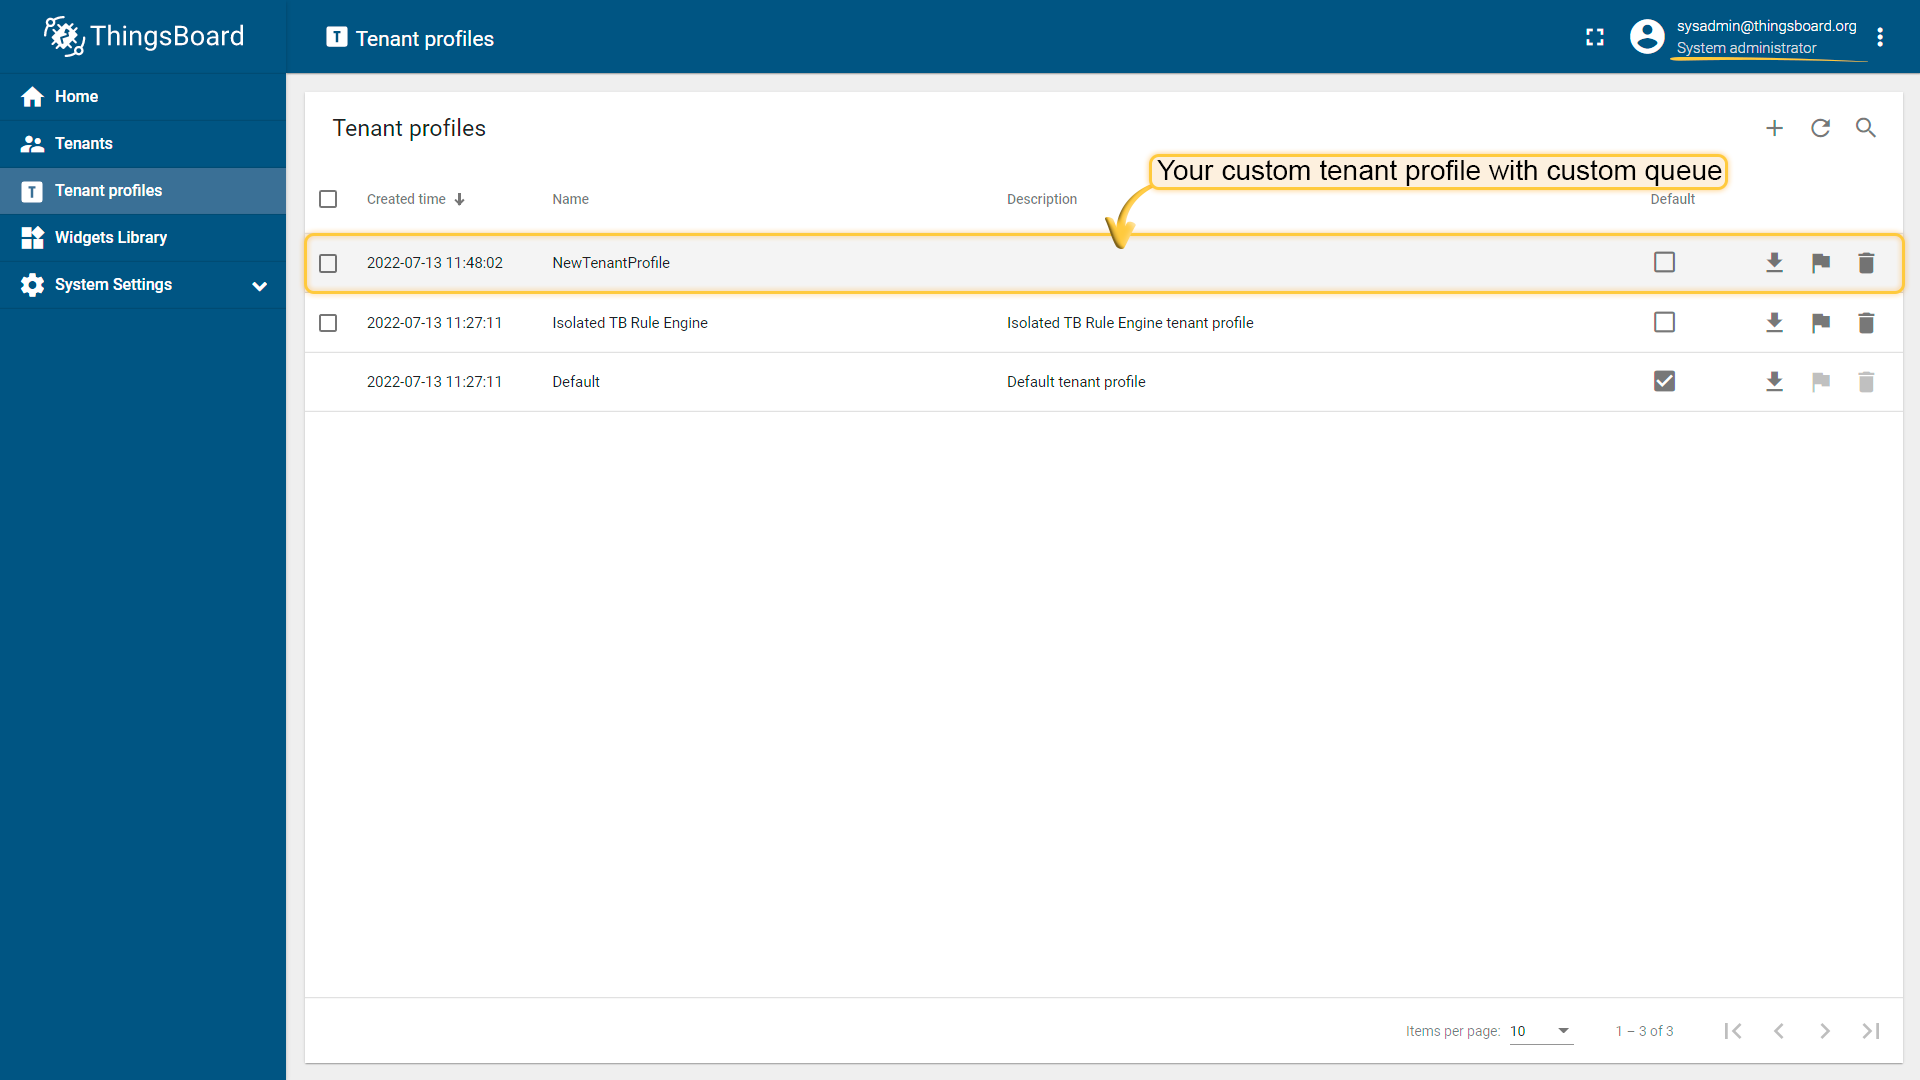 ThingsBoard
Tenant profiles
sysadmin@thingsboard.org
System administrator
Home
Tenants
Tenant profiles
Widgets Library
System Settings
Tenant profiles
Your custom tenant profile with custom queue
Created time Name Description Default
2022-07-13 11:48:02 NewTenantProfile
2022-07-13 11:27:11 Isolated TB Rule Engine Isolated TB Rule Engine tenant profile
2022-07-13 11:27:11 Default Default tenant profile
Items per page: 10 1 – 3 of 3